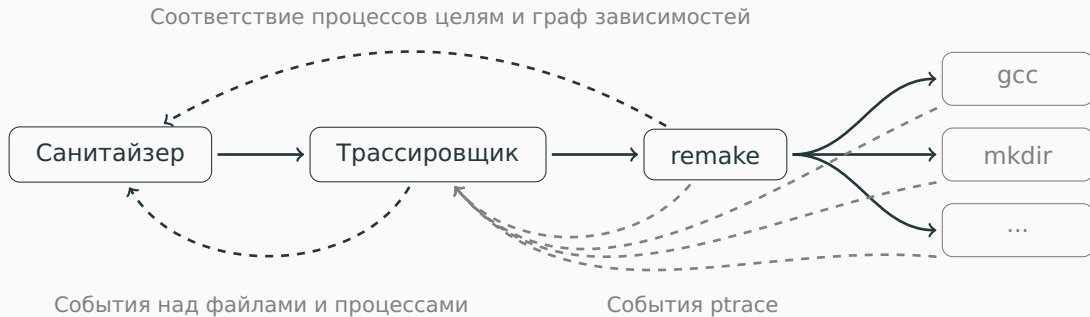 Соответствие процессов целям и граф зависимостей
gcc
Санитайзер
Трассировщик
remake
mkdir
...
События над файлами и процессами
События ptrace